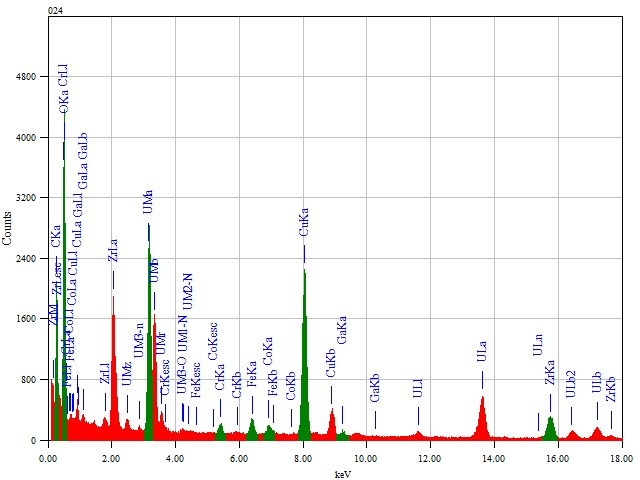 024
Counts
4800
4000
3200
2400
1600
800
0
0.00 2.00 4.00 6.00 8.00 10.00 12.00 14.00 16.00 18.00
keV
ZrM
ZrLesc
CKa
OKa CrLl
FeLl FeLa CoLl CoLa CuLl
CuLa GaLl
GaLa GaLb
ZrLl
ZrLa
UMz
UM3-n
UMa
UMb
UMr
CrKesc
UM3-O UM1-N
UM2-N
FeKesc
CoKesc
CrKa
CrKb
FeKa
CoKa
FeKb
CoKb
CuKa
CuKb
GaKa
GaKb
ULl
ULa
ULn
ZrKa
ULb2
ULb
ZrKb